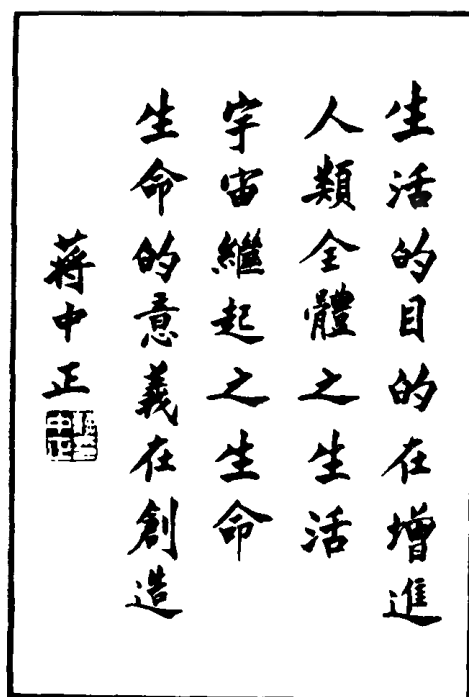 生活的目的在增進
人類全體之生活
宇宙繼起之生命
生命的意義在創造
蔣中正